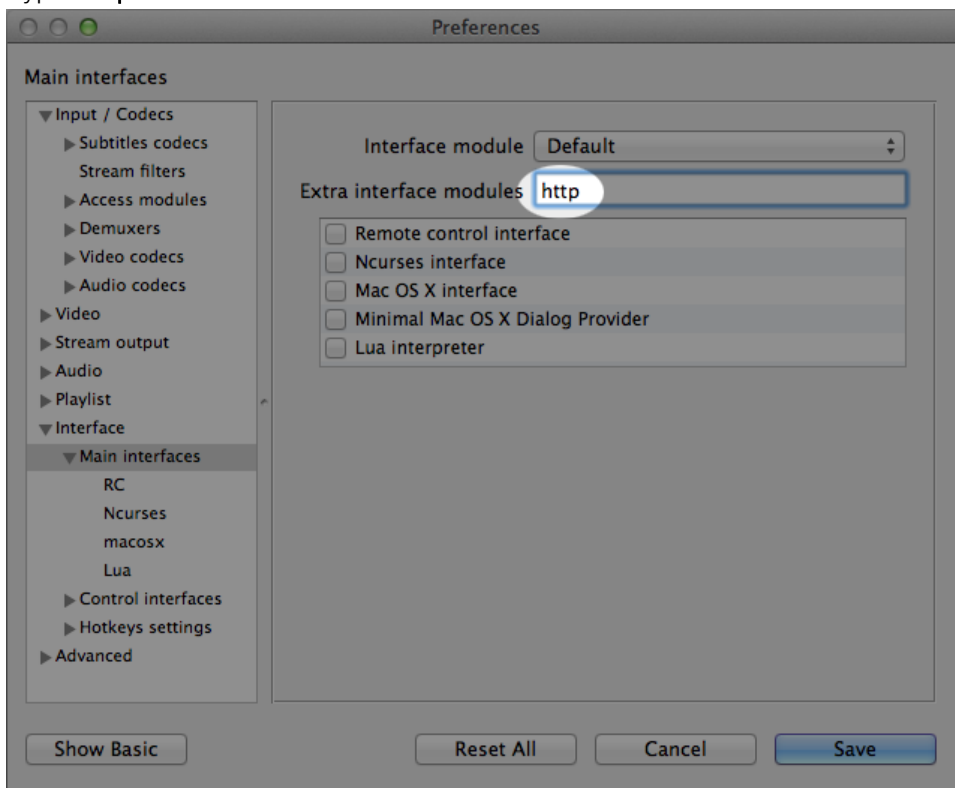 Preferences
Main interfaces
Input / Codecs
Subtitles codecs
Stream filters
Access modules
Demuxers
Video codecs
Audio codecs
Video
Stream output
Audio
Playlist
Interface
Main interfaces
RC
Ncurses
macosx
Lua
Control interfaces
Hotkeys settings
Advanced
Interface module Default
Extra interface modules http
Remote control interface
Ncurses interface
Mac OS X interface
Minimal Mac OS X Dialog Provider
Lua interpreter
Show Basic Reset All Cancel Save